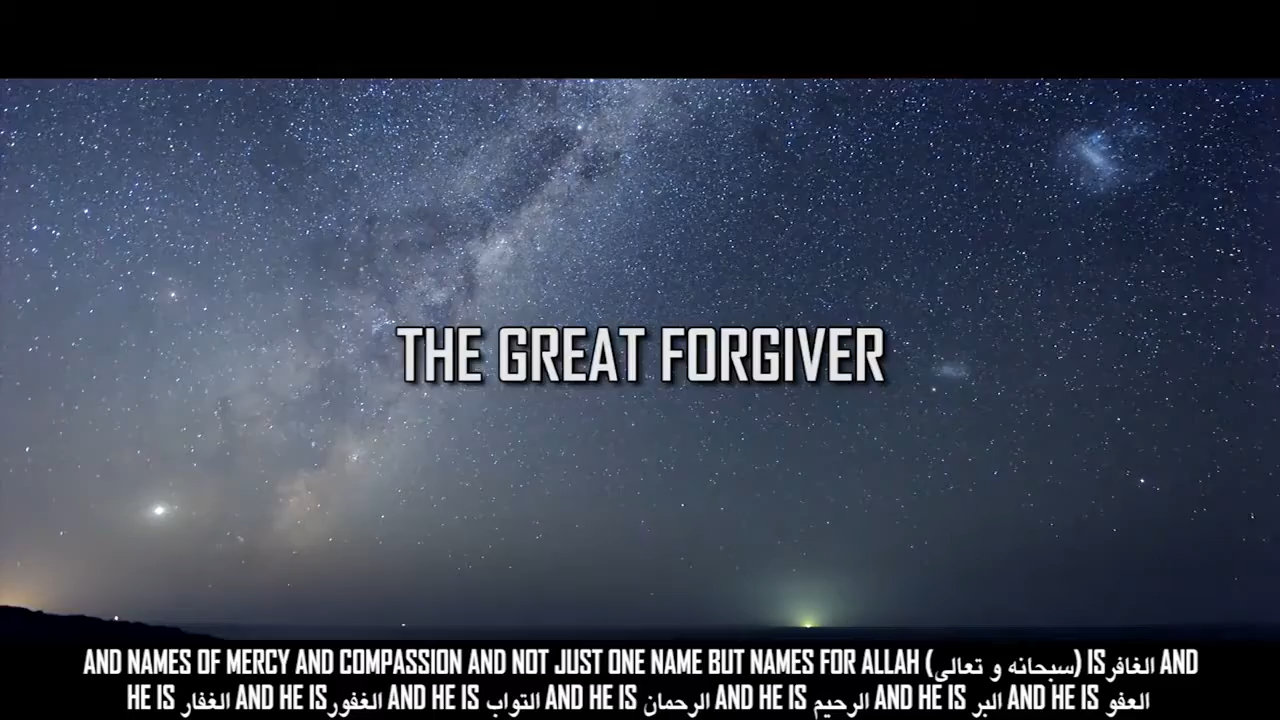 THE GREAT FORGIVER
AND NAMES OF MERCY AND COMPASSION AND NOT JUST ONE NAME BUT NAMES FOR ALLAH (سبحانه و تعالى) IS الغافر AND
HE IS الغفار AND HE IS الغفور AND HE IS التواب AND HE IS الرحمان AND HE IS الرحيم AND HE IS البر AND HE IS العفو